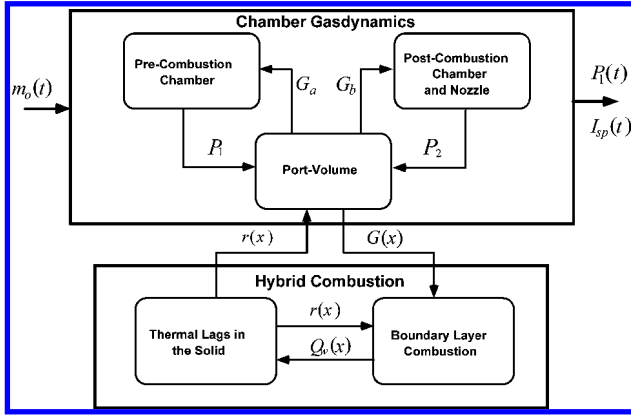 Chamber Gasdynamics
Pre-Combustion
Chamber
Post-Combustion
Chamber
and Nozzle
m_o(t)
G_a
G_b
P_1(t)
I_sp(t)
P_1
P_2
Port-Volume
r(x)
G(x)
Hybrid Combustion
Thermal Lags in
the Solid
r(x)
Q_w(x)
Boundary Layer
Combustion